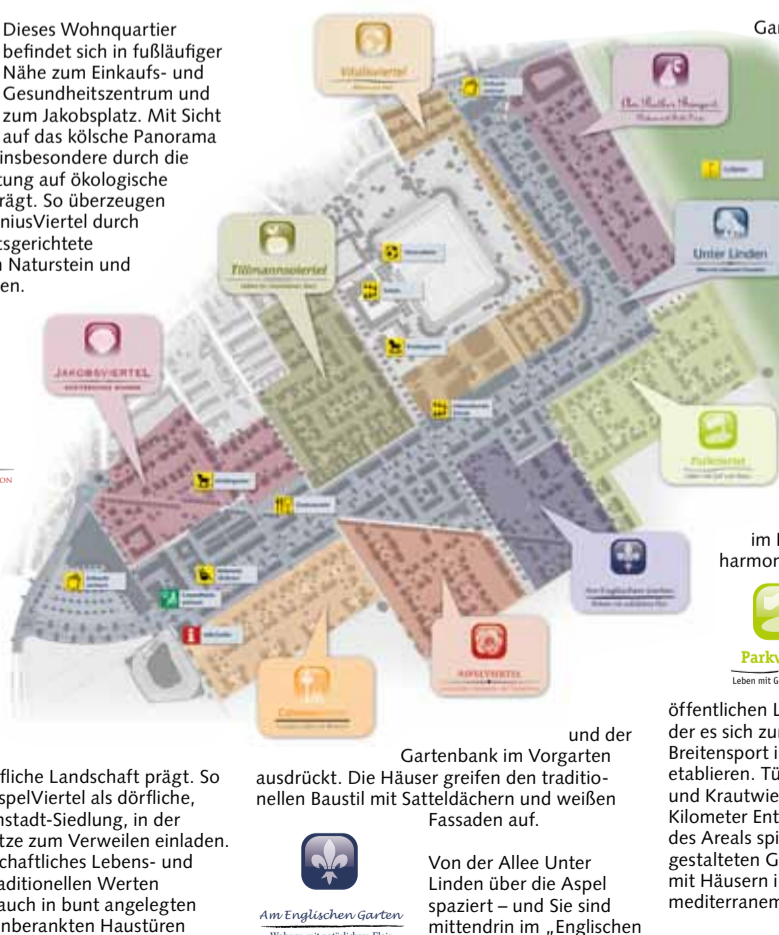 Dieses Wohnquartier
befindet sich in fußläufiger
Nähe zum Einkaufs- und
Gesundheitszentrum und
zum Jakobsplatz. Mit Sicht
auf das kölsche Panorama
insbesondere durch die
tung auf ökologische
rägt. So überzeugen
niusViertel durch
tsgerichtete
Naturstein und
en.
Gar
Vitalisviertel
Unter Linden
Tillmannsviertel
JAKOBSVIERTEL
Parkviertel
Am Englischen Garten
ASPELVIERTEL
ON
im
harmon
Parkv
Leben mit G
und der
Gartenbank im Vorgarten
ausdrückt. Die Häuser greifen den traditio-
nellen Baustil mit Satteldächern und weißen
Fassaden auf.
Von der Allee Unter
Linden über die Aspel
spaziert – und Sie sind
mittendrin im „Englischen
Am Englischen Garten
fliche Landschaft prägt. So
spelViertel als dörfliche,
nstadt-Siedlung, in der
tze zum Verweilen einladen.
chaftliches Lebens- und
aditionellen Werten
auch in bunt angelegten
nberankten Haustüren
öffentlichen L
der es sich zur
Breitensport i
etablieren. Tü
und Krautwie
Kilometer Ent
des Areals spi
gestalteten G
mit Häusern i
mediterranem